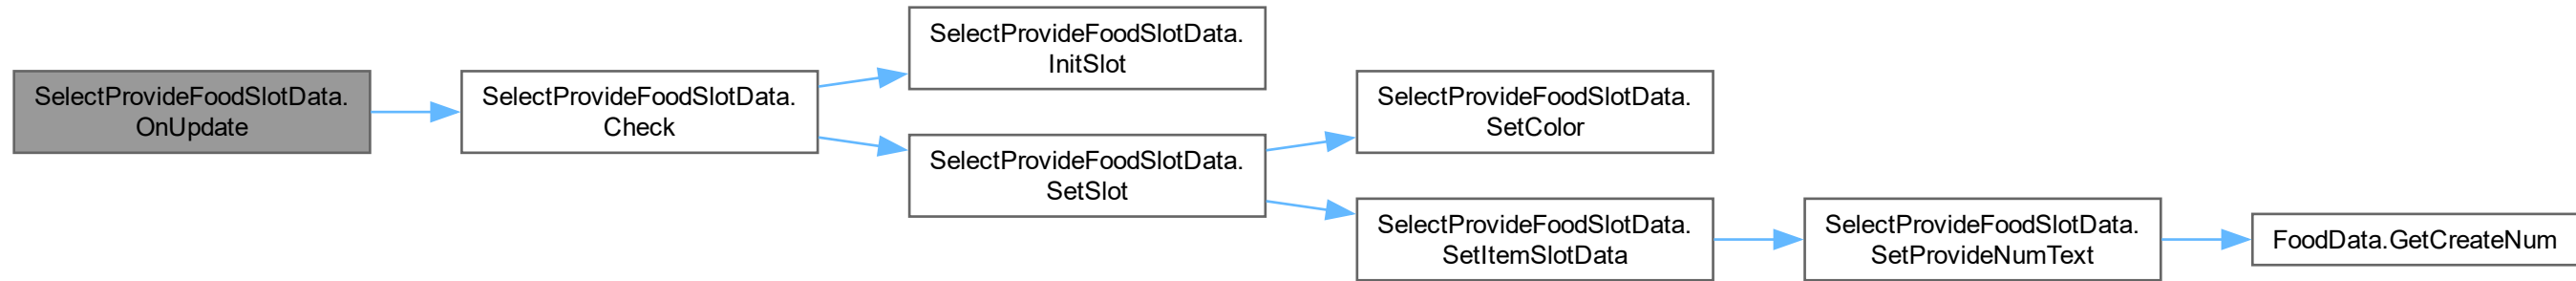 SelectProvideFoodSlotData.
OnUpdate
SelectProvideFoodSlotData.
Check
SelectProvideFoodSlotData.
InitSlot
SelectProvideFoodSlotData.
SetSlot
SelectProvideFoodSlotData.
SetColor
SelectProvideFoodSlotData.
SetItemSlotData
SelectProvideFoodSlotData.
SetProvideNumText
FoodData.GetCreateNum